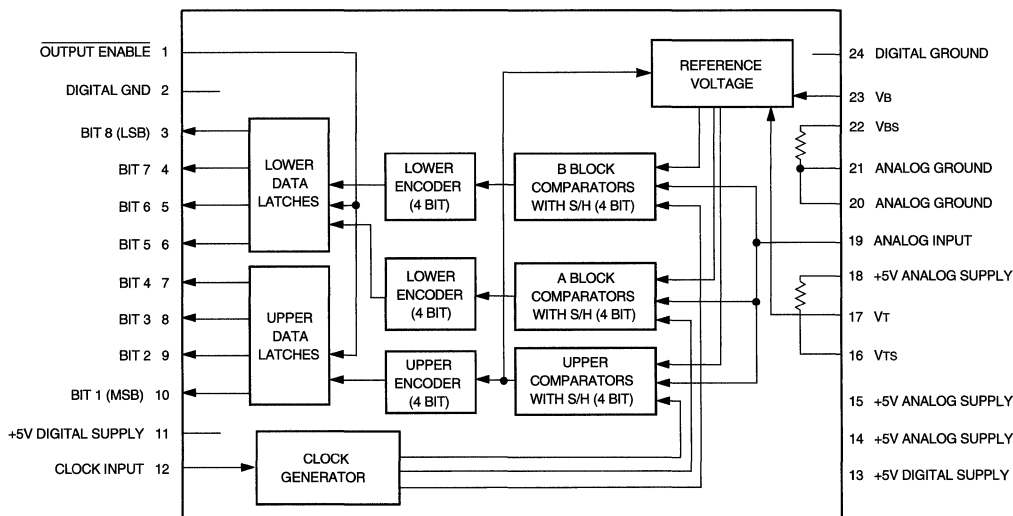 OUTPUT ENABLE 1
DIGITAL GND 2
BIT 8 (LSB) 3
BIT 7 4
BIT 6 5
BIT 5 6
BIT 4 7
BIT 3 8
BIT 2 9
BIT 1 (MSB) 10
+5V DIGITAL SUPPLY 11
CLOCK INPUT 12
LOWER
DATA
LATCHES
UPPER
DATA
LATCHES
LOWER
ENCODER
(4 BIT)
LOWER
ENCODER
(4 BIT)
UPPER
ENCODER
(4 BIT)
CLOCK
GENERATOR
REFERENCE
VOLTAGE
B BLOCK
COMPARATORS
WITH S/H (4 BIT)
A BLOCK
COMPARATORS
WITH S/H (4 BIT)
UPPER
COMPARATORS
WITH S/H (4 BIT)
24 DIGITAL GROUND
23 VB
22 VBS
21 ANALOG GROUND
20 ANALOG GROUND
19 ANALOG INPUT
18 +5V ANALOG SUPPLY
17 VT
16 VTS
15 +5V ANALOG SUPPLY
14 +5V ANALOG SUPPLY
13 +5V DIGITAL SUPPLY